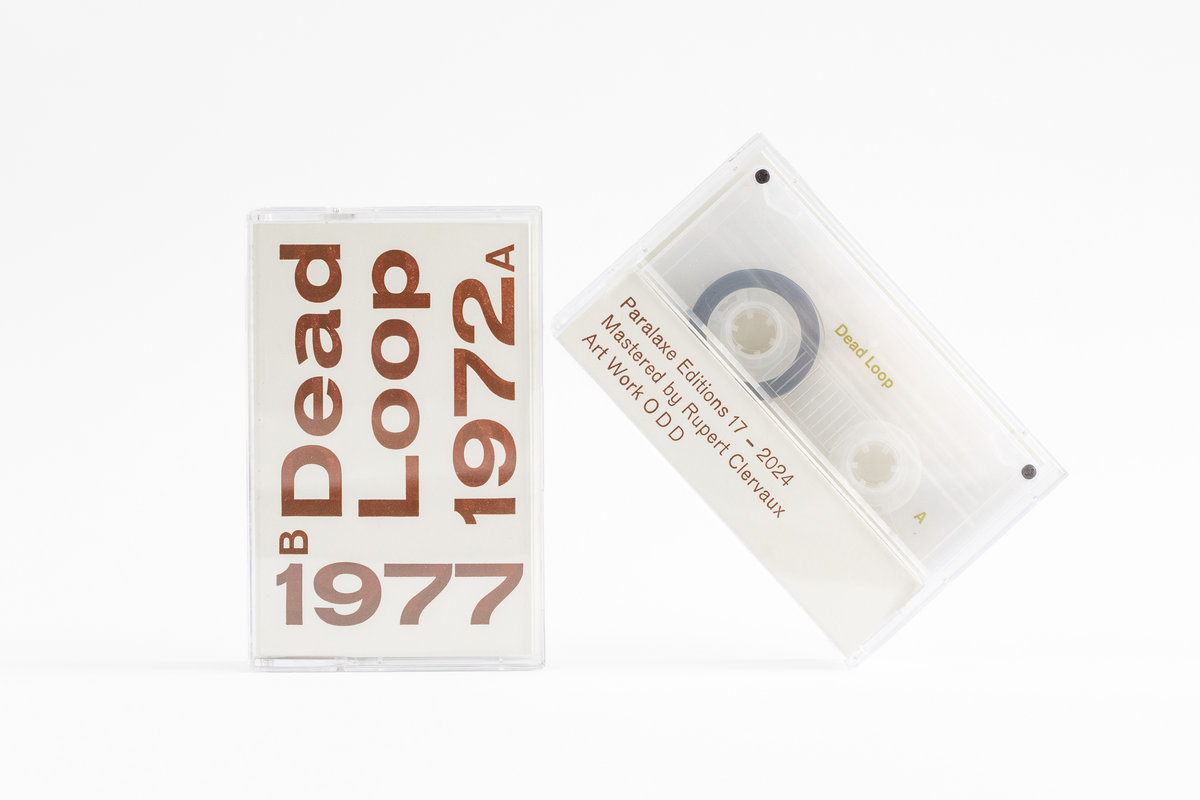 Dead
Loop
1972 A
B
1977
Paralaxe Editions 17 – 2024
Mastered by Rupert Clervaux
Art Work O D D
Dead Loop
A